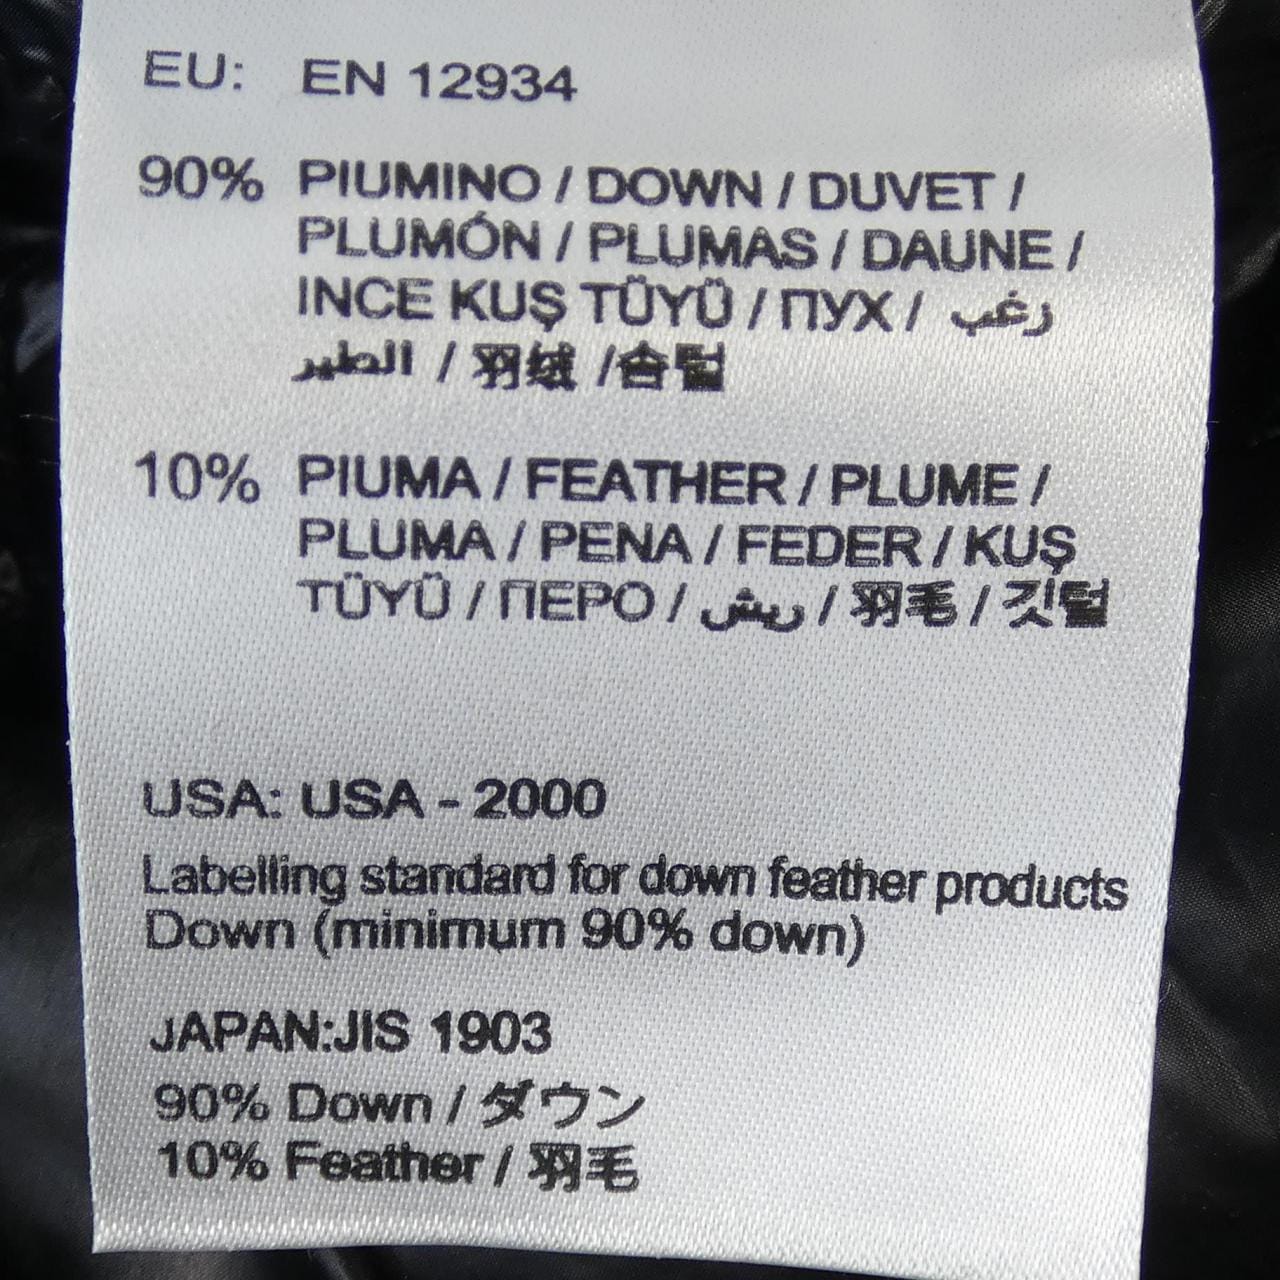 EU: EN 12934
90% PIUMINO / DOWN / DUVET /
PLUMÓN / PLUMAS / DAUNE /
INCE KUŞ TÜYÜ / ПУХ / زغب
الطير / 羽绒 /솜털
10% PIUMA / FEATHER / PLUME /
PLUMA / PENA / FEDER / KUŞ
TÜYÜ / ПЕРО / ريش / 羽毛 / 깃털
USA: USA - 2000
Labelling standard for down feather products
Down (minimum 90% down)
JAPAN:JIS 1903
90% Down / ダウン
10% Feather / 羽毛